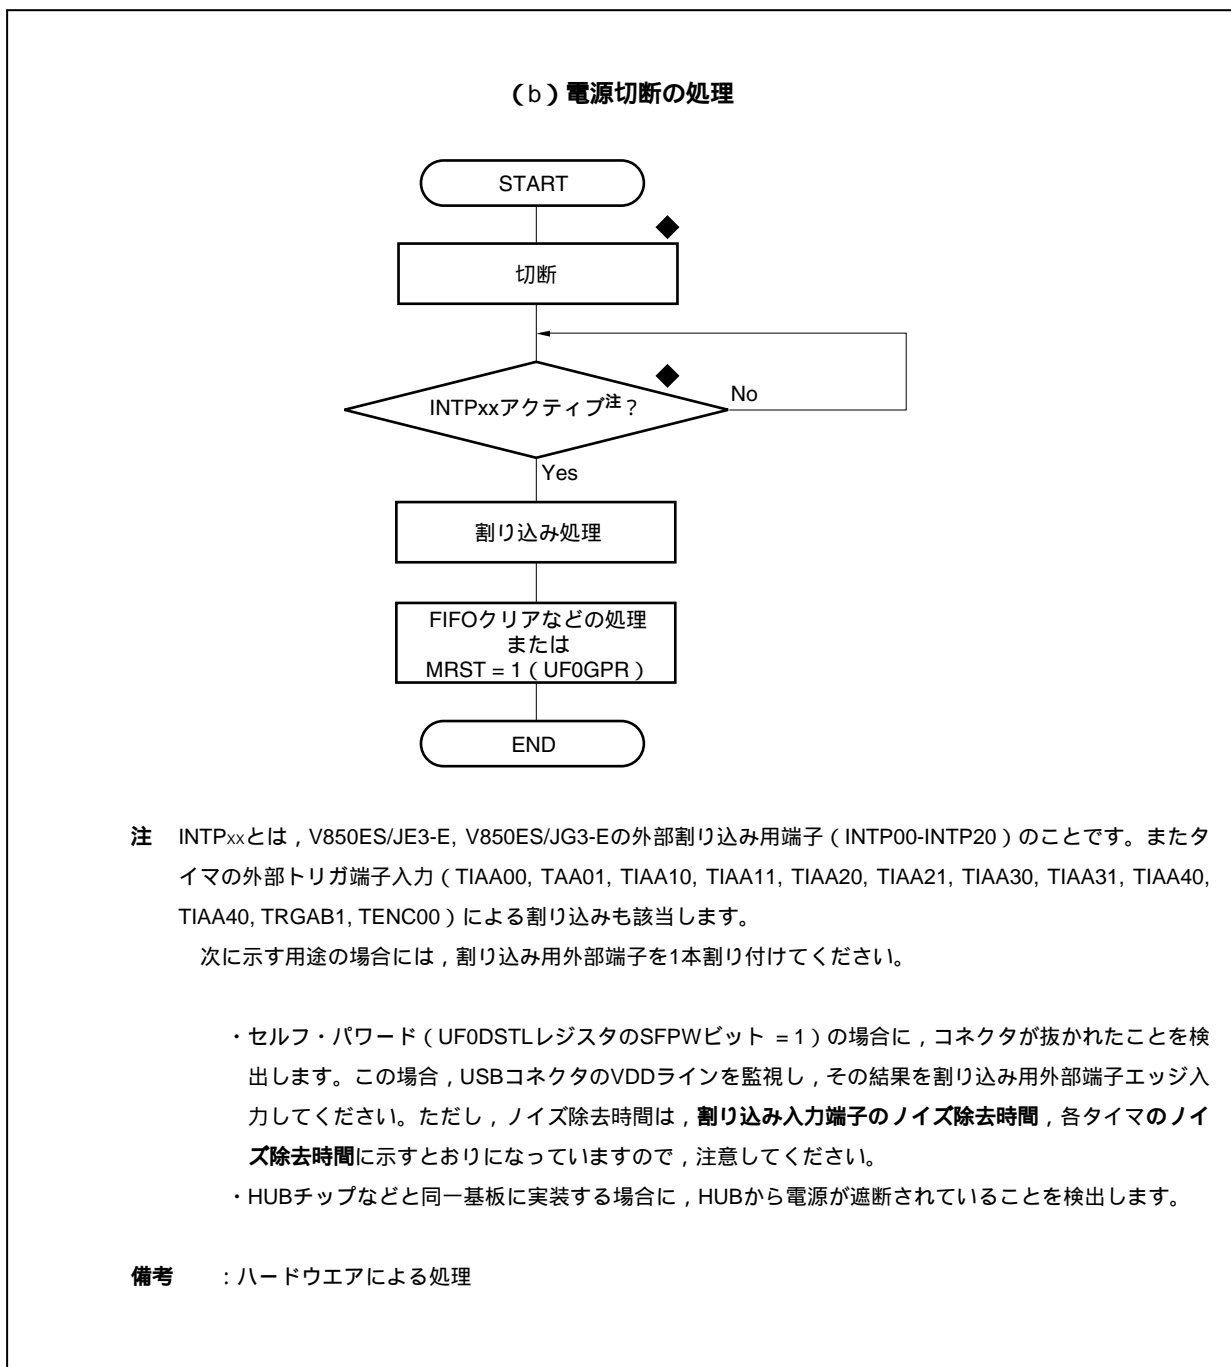 （b）電源切断の処理
START
切断
INTPxxアクティブ注？
No
Yes
割り込み処理
FIFOクリアなどの処理
または
MRST = 1（UF0GPR）
END
注　INTPxxとは，V850ES/JE3-E, V850ES/JG3-Eの外部割り込み用端子（INTP00-INTP20）のことです。またタ
イマの外部トリガ端子入力（TIAA00, TAA01, TIAA10, TIAA11, TIAA20, TIAA21, TIAA30, TIAA31, TIAA40,
TIAA40, TRGAB1, TENC00）による割り込みも該当します。
次に示す用途の場合には，割り込み用外部端子を1本割り付けてください。
・セルフ・パワード（UF0DSTLレジスタのSFPWビット = 1）の場合に，コネクタが抜かれたことを検
出します。この場合，USBコネクタのVDDラインを監視し，その結果を割り込み用外部端子エッジ入
力してください。ただし，ノイズ除去時間は，割り込み入力端子のノイズ除去時間，各タイマのノイ
ズ除去時間に示すとおりになっていますので，注意してください。
・HUBチップなどと同一基板に実装する場合に，HUBから電源が遮断されていることを検出します。
備考　　：ハードウエアによる処理